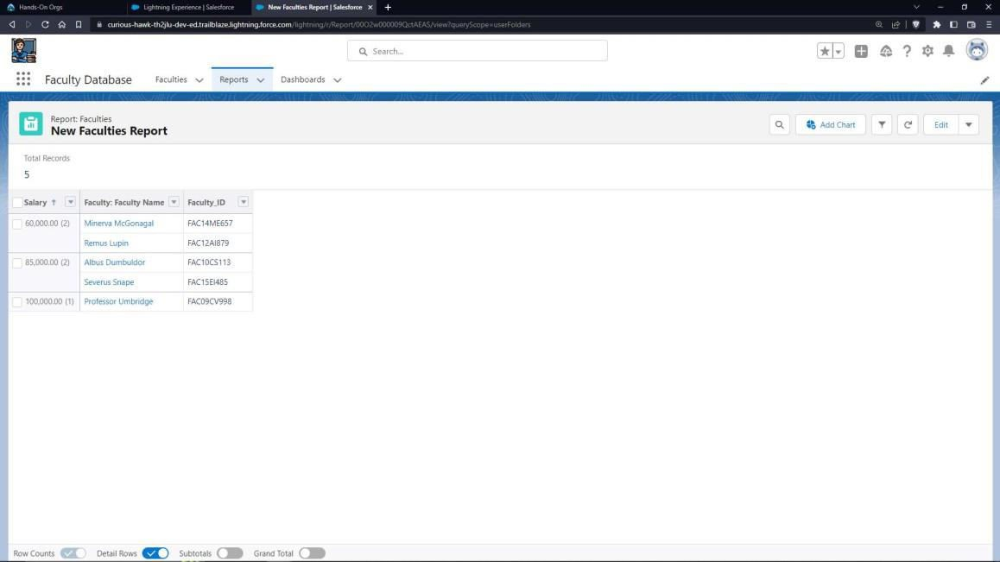 Hands-On Orgs
Lightning Experience | Salesforce
New Faculties Report | Salesforce
curious-hawk-th2jlu-dev-ed.trailblaze.lightning.force.com/lightning/r/Report/00O2w000009QctAEAS/view?queryScope=userFolders
Search...
Faculty Database
Faculties
Reports
Dashboards
Report: Faculties
New Faculties Report
Add Chart
Edit
Total Records
5
Salary ↑ Faculty: Faculty Name Faculty_ID
60,000.00 (2) Minerva McGonagal FAC14ME657
Remus Lupin FAC12AI879
85,000.00 (2) Albus Dumbuldor FAC10CS113
Severus Snape FAC15EI485
100,000.00 (1) Professor Umbridge FAC09CV998
Row Counts Detail Rows Subtotals Grand Total